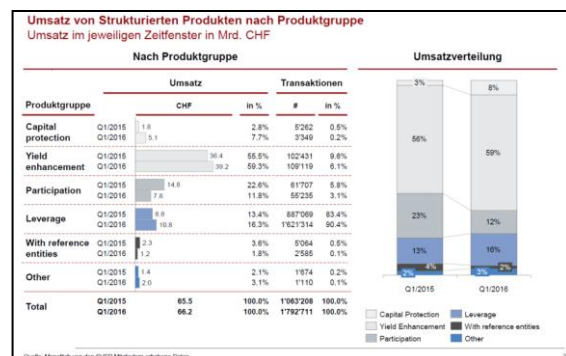 Umsatz von Strukturierten Produkten nach Produktgruppe
Umsatz im jeweiligen Zeitfenster in Mrd. CHF
Nach Produktgruppe
Umsatz Transaktionen
Produktgruppe CHF in % # in %
Capital protection
Q1/2015 1.8 2.8% 5'262 0.5%
Q1/2016 5.1 7.7% 3'349 0.2%
Yield enhancement
Q1/2015 36.4 55.5% 102'431 9.6%
Q1/2016 39.2 59.3% 109'119 6.1%
Participation
Q1/2015 14.8 22.6% 61'707 5.8%
Q1/2016 7.8 11.8% 55'235 3.1%
Leverage
Q1/2015 8.8 13.4% 887'069 83.4%
Q1/2016 10.8 16.3% 1'621'314 90.4%
With reference entities
Q1/2015 2.3 3.6% 5'064 0.5%
Q1/2016 1.2 1.8% 2'585 0.1%
Other
Q1/2015 1.4 2.1% 1'674 0.2%
Q1/2016 2.0 3.1% 1'110 0.1%
Total
Q1/2015 65.5 100.0% 1'063'208 100.0%
Q1/2016 66.2 100.0% 1'792'711 100.0%
Umsatzverteilung
3% 8%
56% 59%
23% 12%
13% 16%
4% 2%
2% 3%
Q1/2015 Q1/2016
Capital Protection Leverage
Yield Enhancement With reference entities
Participation Other